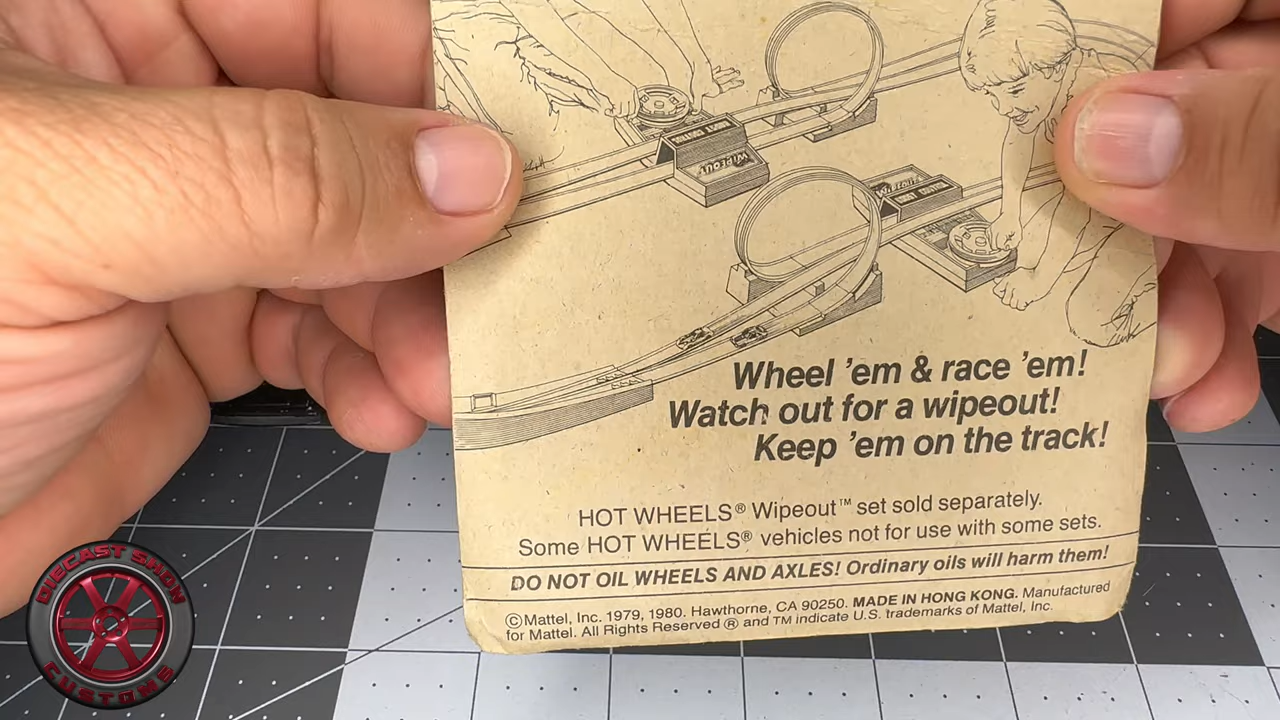 WIPEOUT
WIPEOUT
Wheel 'em & race 'em!
Watch out for a wipeout!
Keep 'em on the track!
HOT WHEELS® Wipeout™ set sold separately.
Some HOT WHEELS® vehicles not for use with some sets.
DO NOT OIL WHEELS AND AXLES! Ordinary oils will harm them!
©Mattel, Inc. 1979, 1980. Hawthorne, CA 90250. MADE IN HONG KONG. Manufactured
for Mattel. All Rights Reserved ® and TM indicate U.S. trademarks of Mattel, Inc.
DIECAST SHOW
CUSTOMS